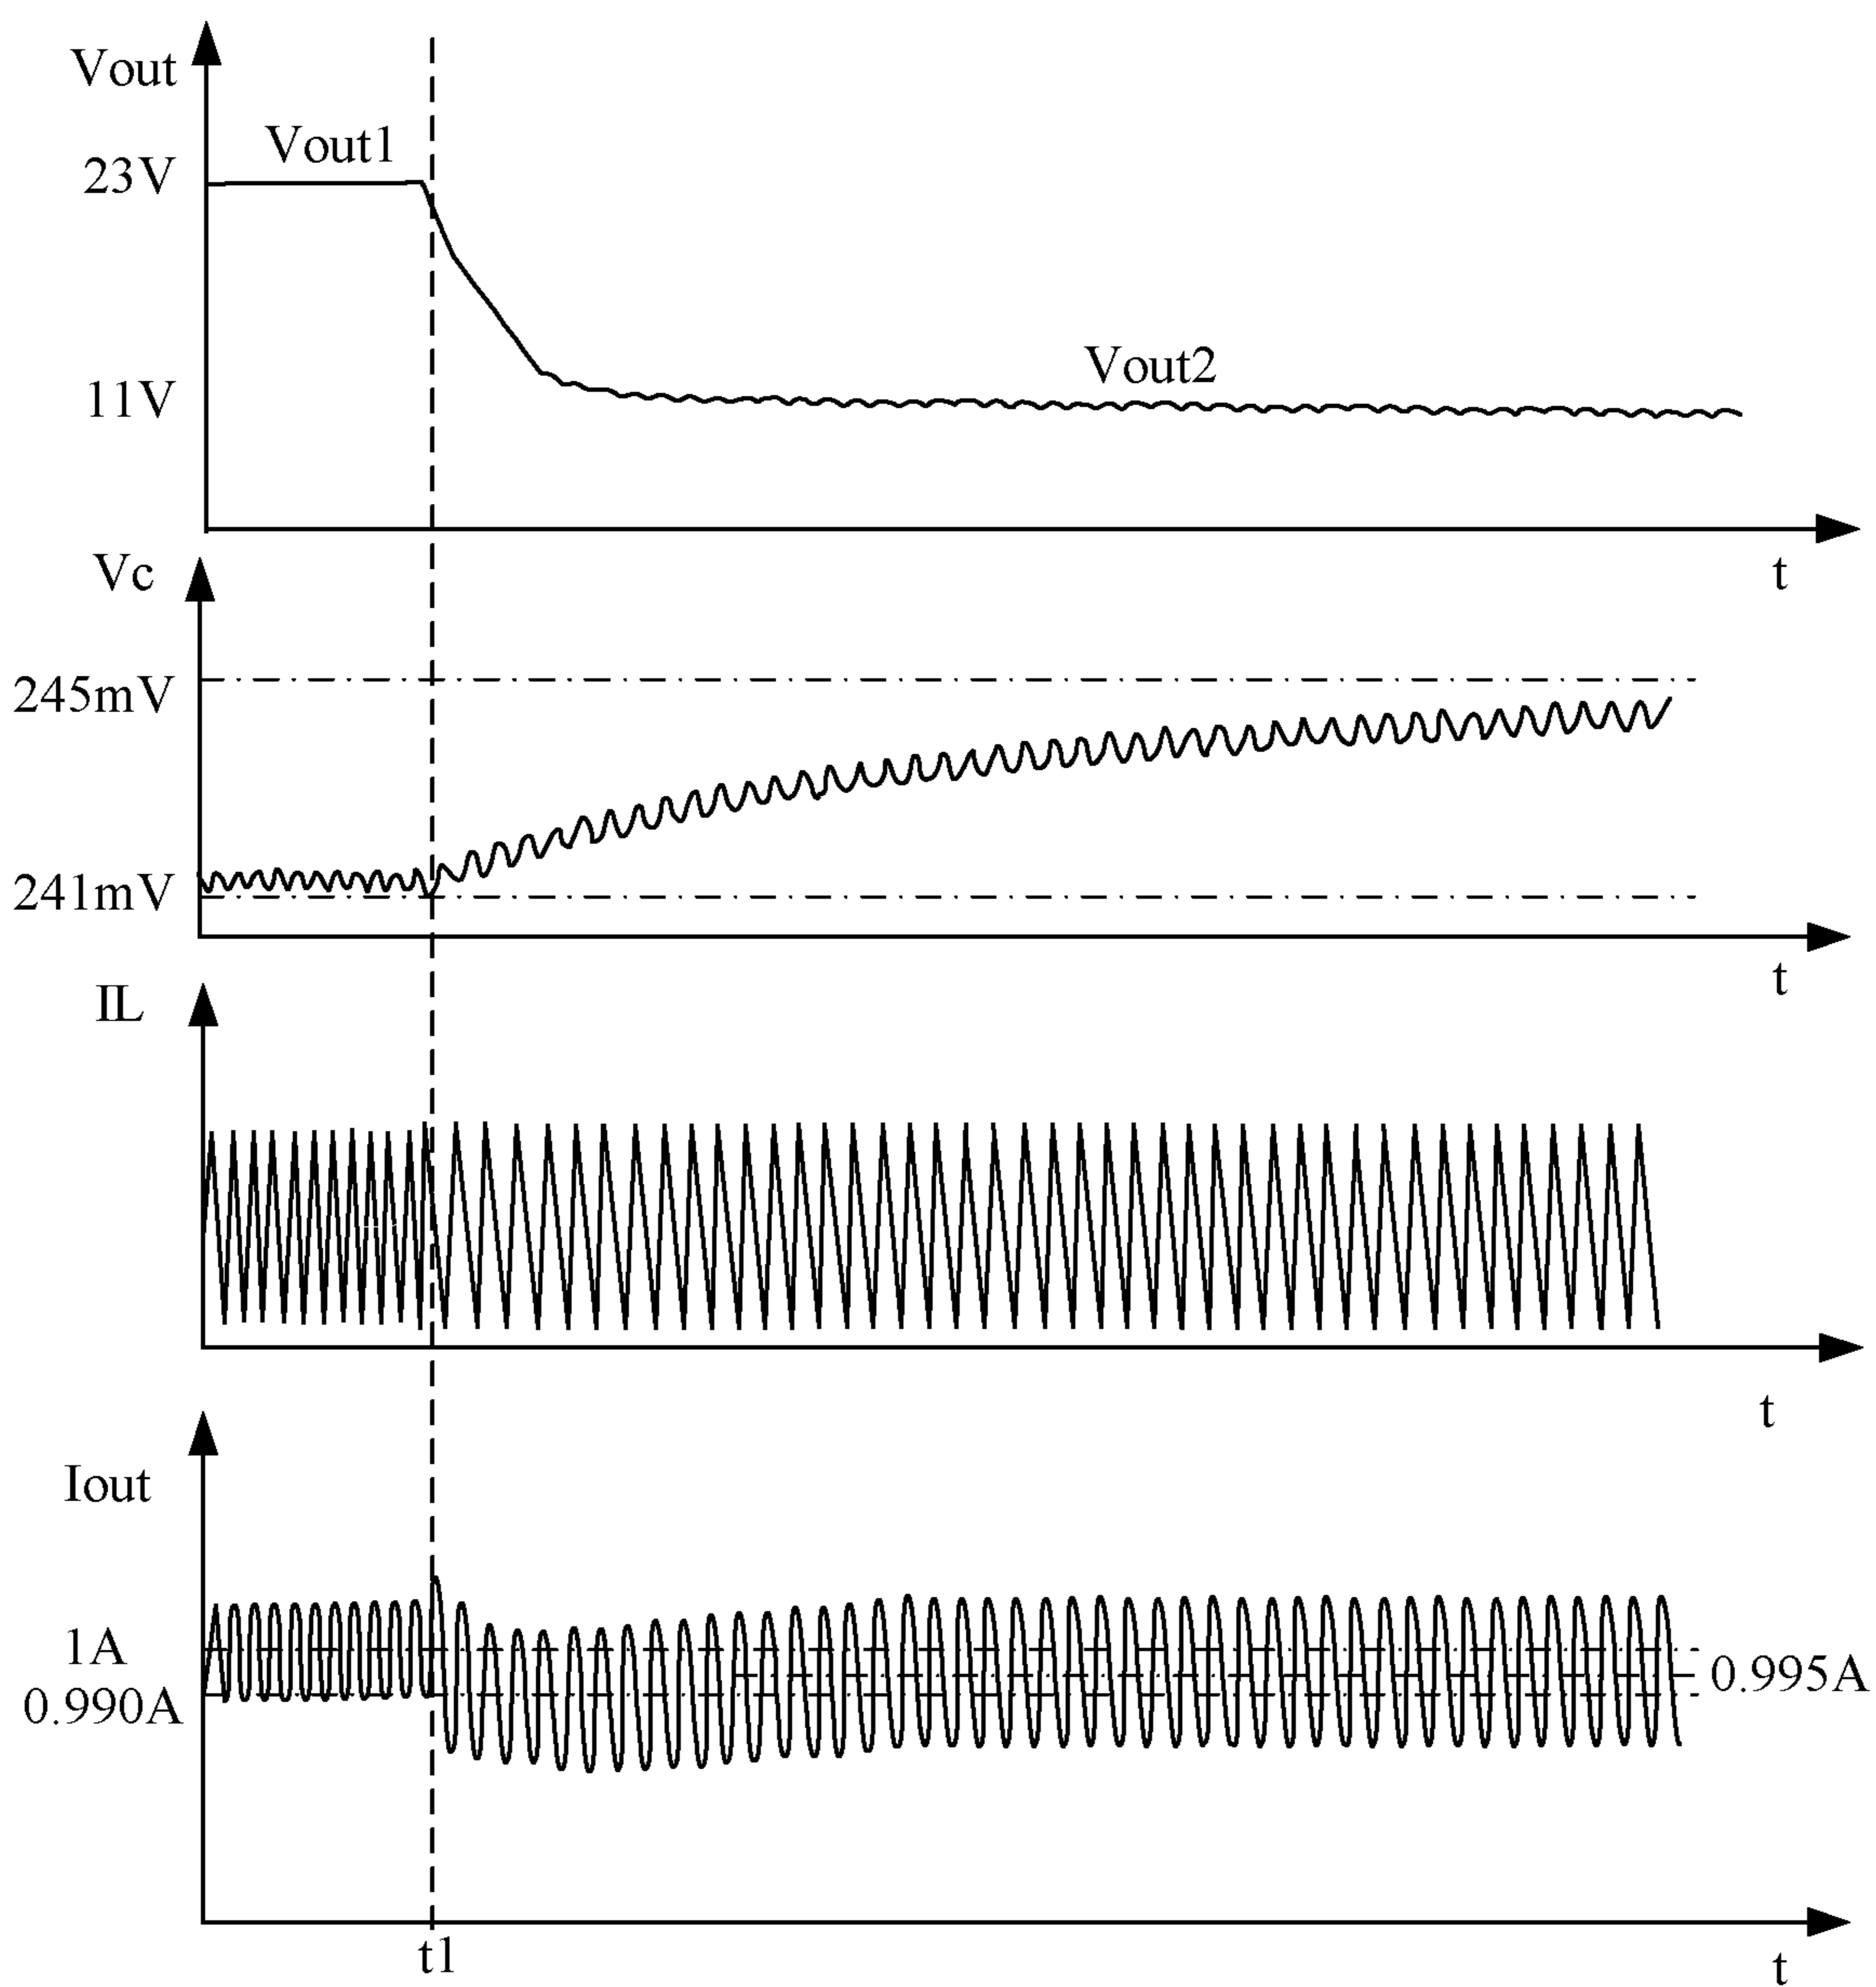 Vout
Vout1
23V
Vout2
11V
t
Vc
245mV
241mV
t
IL
t
Iout
1A
0.995A
0.990A
t1
t